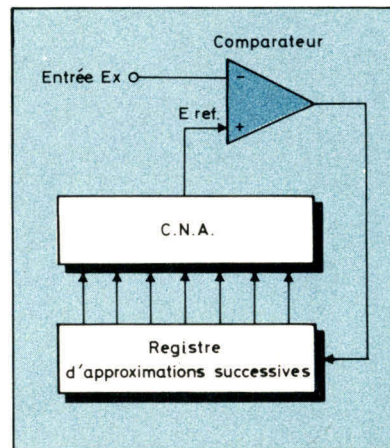 Comparateur
Entrée Ex
−
E ref.
+
C.N.A.
Registre
d'approximations successives